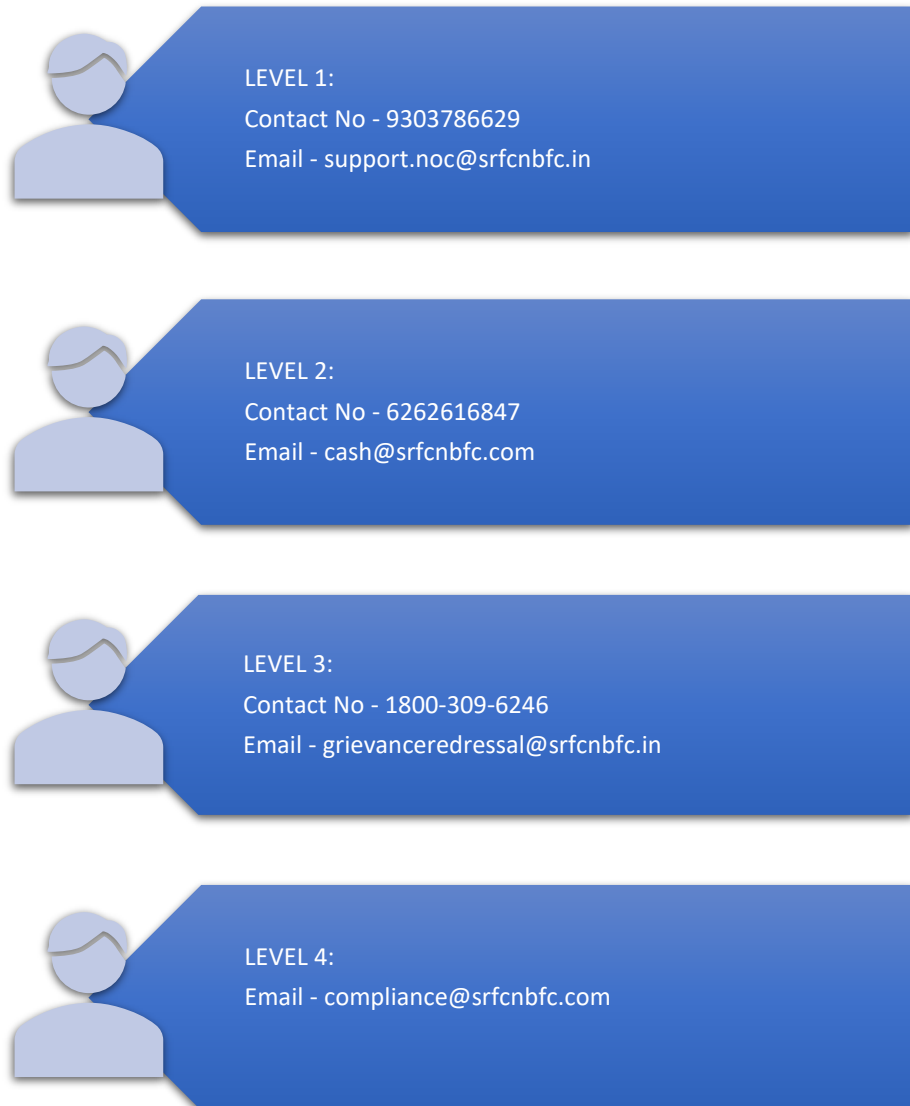 LEVEL 1:
Contact No - 9303786629
Email - support.noc@srfcnbfc.in
LEVEL 2:
Contact No - 6262616847
Email - cash@srfcnbfc.com
LEVEL 3:
Contact No - 1800-309-6246
Email - grievanceredressal@srfcnbfc.in
LEVEL 4:
Email - compliance@srfcnbfc.com